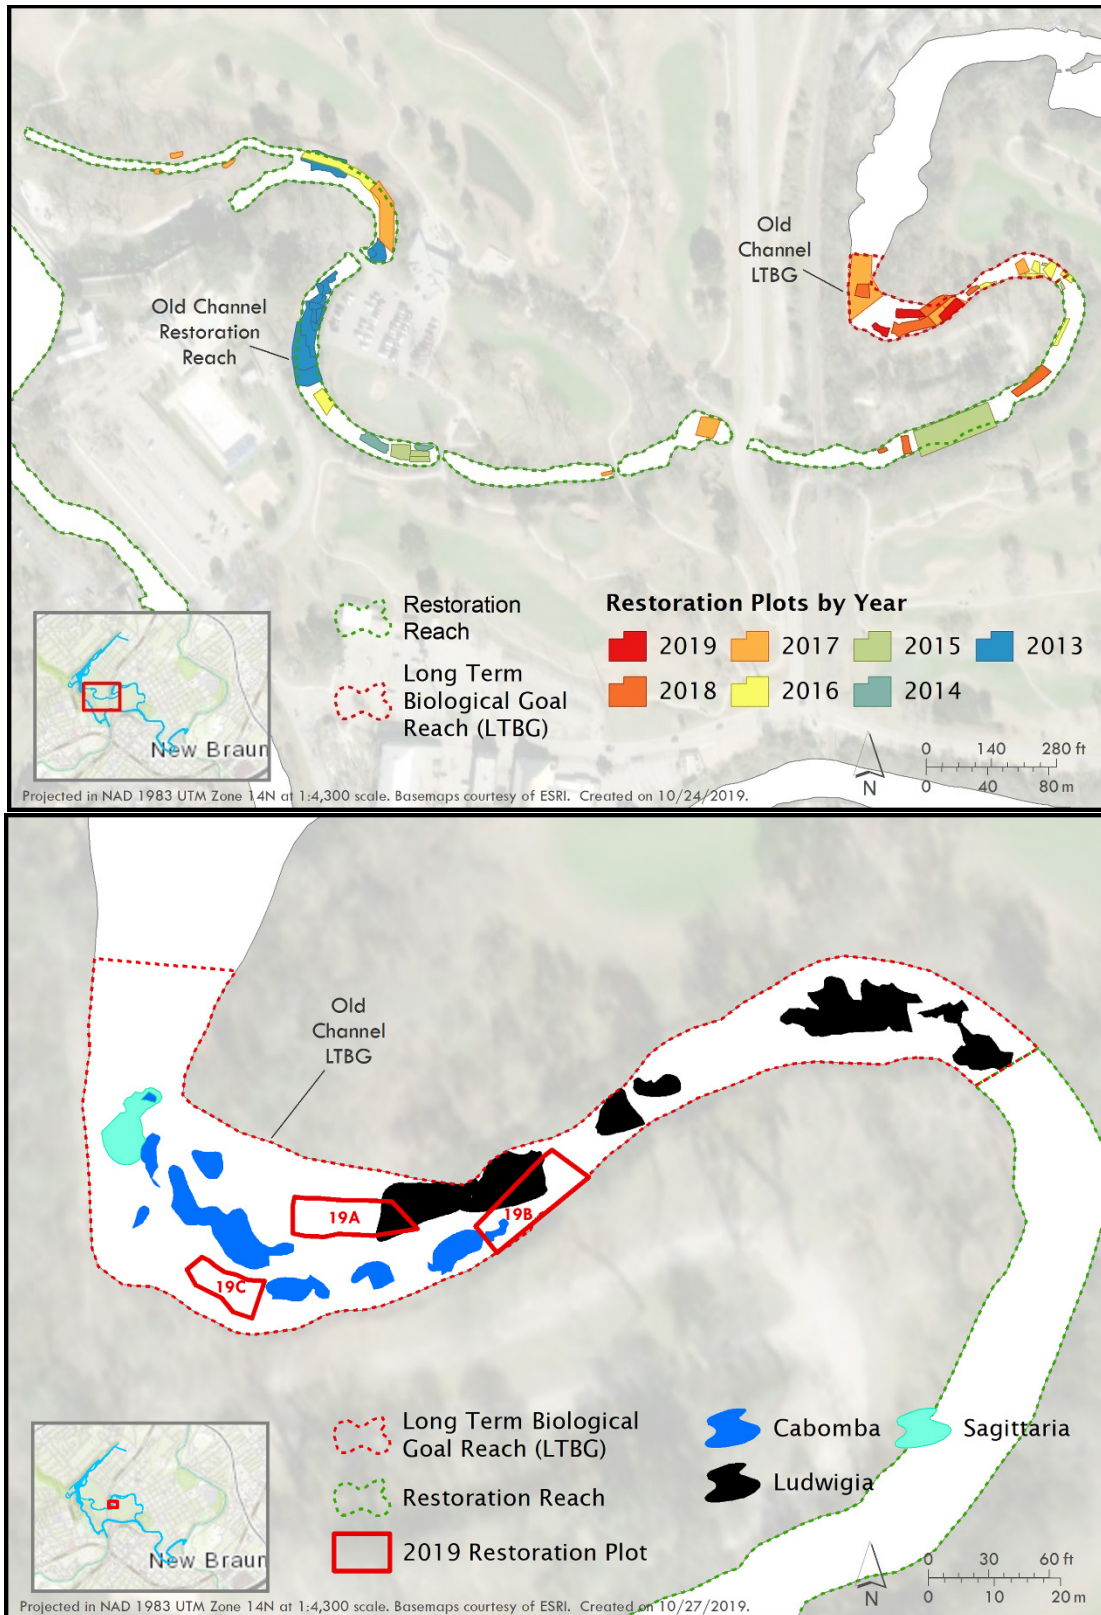 Old
Channel
LTBG
Old Channel
Restoration
Reach
Restoration
Reach
Long Term
Biological Goal
Reach (LTBG)
Restoration Plots by Year
2019
2017
2015
2013
2018
2016
2014
New Braun
0 140 280 ft
0 40 80 m
N
Projected in NAD 1983 UTM Zone 14N at 1:4,300 scale. Basemaps courtesy of ESRI. Created on 10/24/2019.
Old
Channel
LTBG
19A
19B
19C
Long Term Biological
Goal Reach (LTBG)
Restoration Reach
2019 Restoration Plot
Cabomba
Sagittaria
Ludwigia
New Braun
0 30 60 ft
0 10 20 m
N
Projected in NAD 1983 UTM Zone 14N at 1:4,300 scale. Basemaps courtesy of ESRI. Created on 10/27/2019.